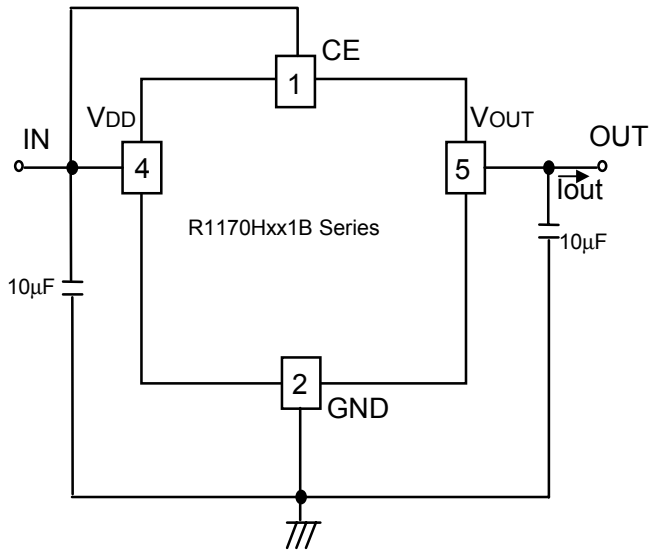 CE
1
VDD
VOUT
IN
OUT
4
5
Iout
R1170Hxx1B Series
10μF
10μF
2
GND